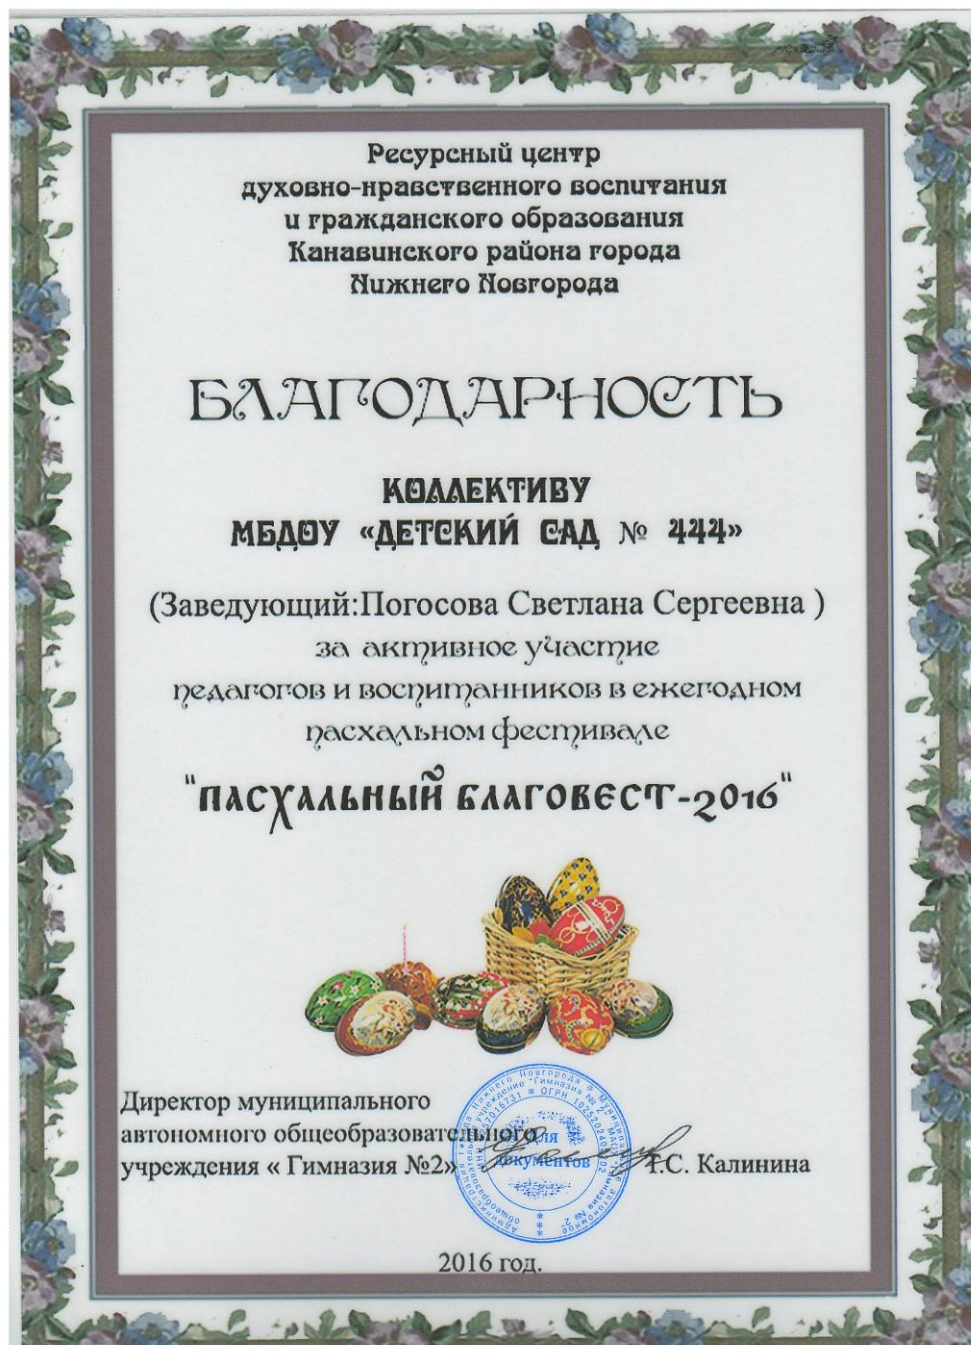 Ресурсный центр
духовно-нравственного воспитания
и гражданского образования
Канавинского района города
Нижнего Новгорода
БЛАГОДАРНОСТЬ
КОЛЛЕКТИВУ
МБДОУ «ДЕТСКИЙ САД № 444»
(Заведующий:Погосова Светлана Сергеевна )
за активное участие
педагогов и воспитанников в ежегодном
пасхальном фестивале
"ПАСХАЛЬНЫЙ БЛАГОВЕСТ-2016"
Директор муниципального
автономного общеобразовательного
учреждения « Гимназия №2»
Т.С. Калинина
Для
документов
2016 год.